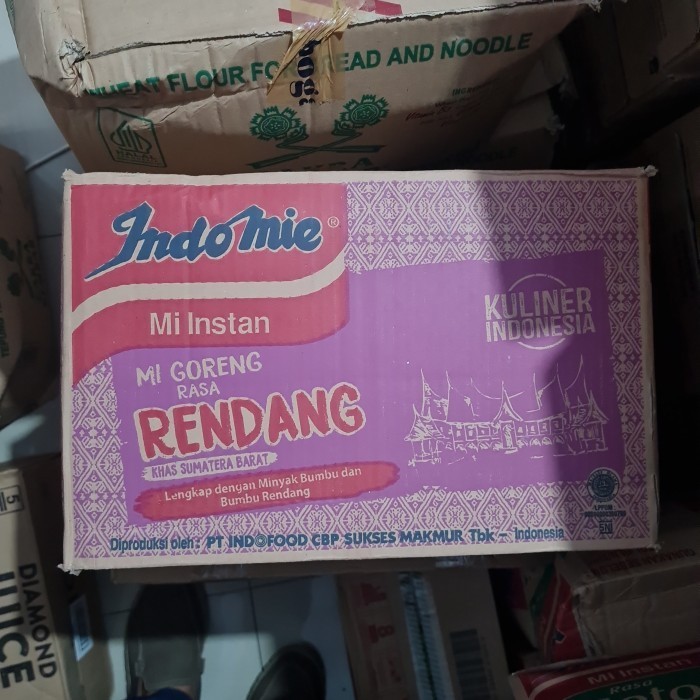 WHEAT FLOUR FOR BREAD AND NOODLE
HALAL
Indomie®
Mi Instan
KULINER
INDONESIA
MI GORENG
RASA
RENDANG
KHAS SUMATERA BARAT
Lengkap dengan Minyak Bumbu dan
Bumbu Rendang
Diproduksi oleh : PT INDOFOOD CBP SUKSES MAKMUR Tbk – Indonesia
5
DIAMOND
JUICE
Mi Instan